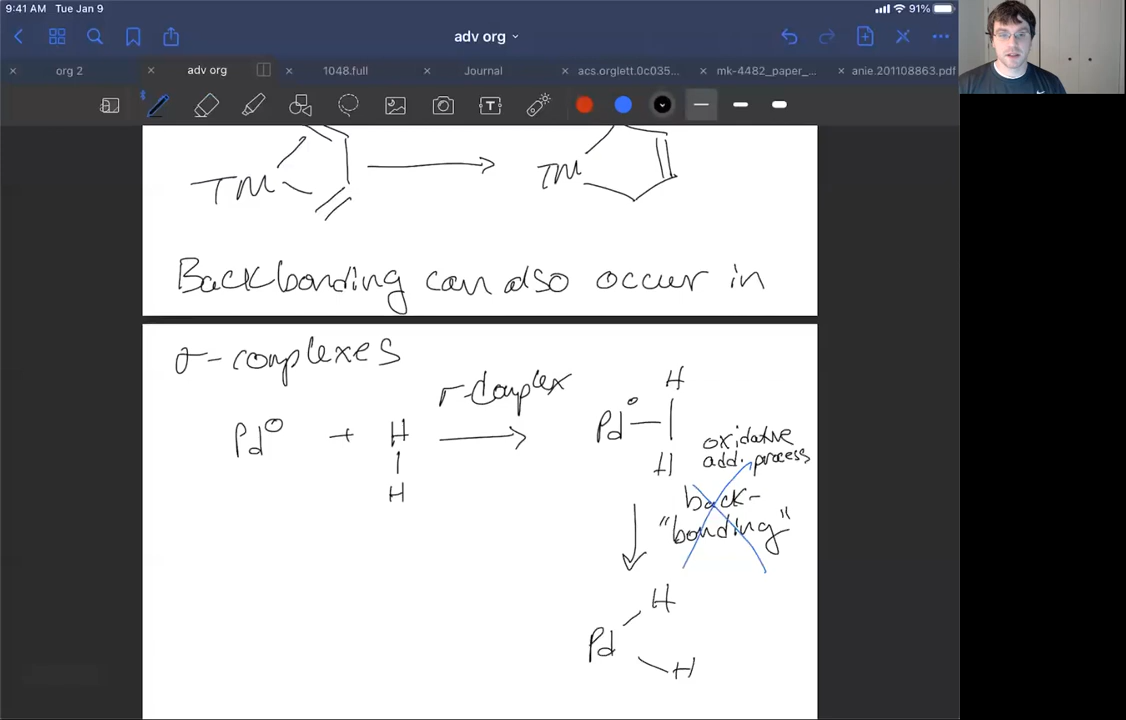 9:41 AM Tue Jan 9
91%
adv org
org 2
adv org
1048.full
Journal
acs.orglett.0c035...
mk-4482_paper_...
anie.201108863.pdf
T
TM
TM
Backbonding can also occur in
σ-complexes
σ-complex
Pd⁰ + H
H
Pd⁰ H
H
oxidative
add. process
back-
"bonding"
Pd H
H